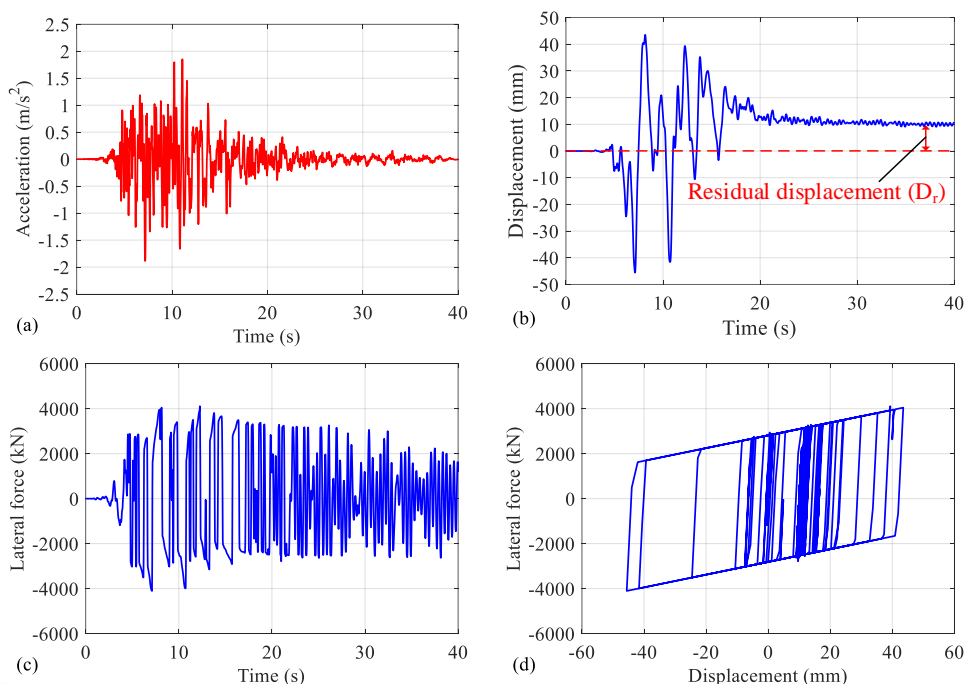 2.5
2
1.5
1
0.5
0
-0.5
-1
-1.5
-2
-2.5
Acceleration (m/s²)
0 10 20 30 40
Time (s)
(a)
50
40
30
20
10
0
-10
-20
-30
-40
-50
Displacement (mm)
Residual displacement (Dᵣ)
0 10 20 30 40
Time (s)
(b)
6000
4000
2000
0
-2000
-4000
-6000
Lateral force (kN)
0 10 20 30 40
Time (s)
(c)
6000
4000
2000
0
-2000
-4000
-6000
Lateral force (kN)
-60 -40 -20 0 20 40 60
Displacement (mm)
(d)